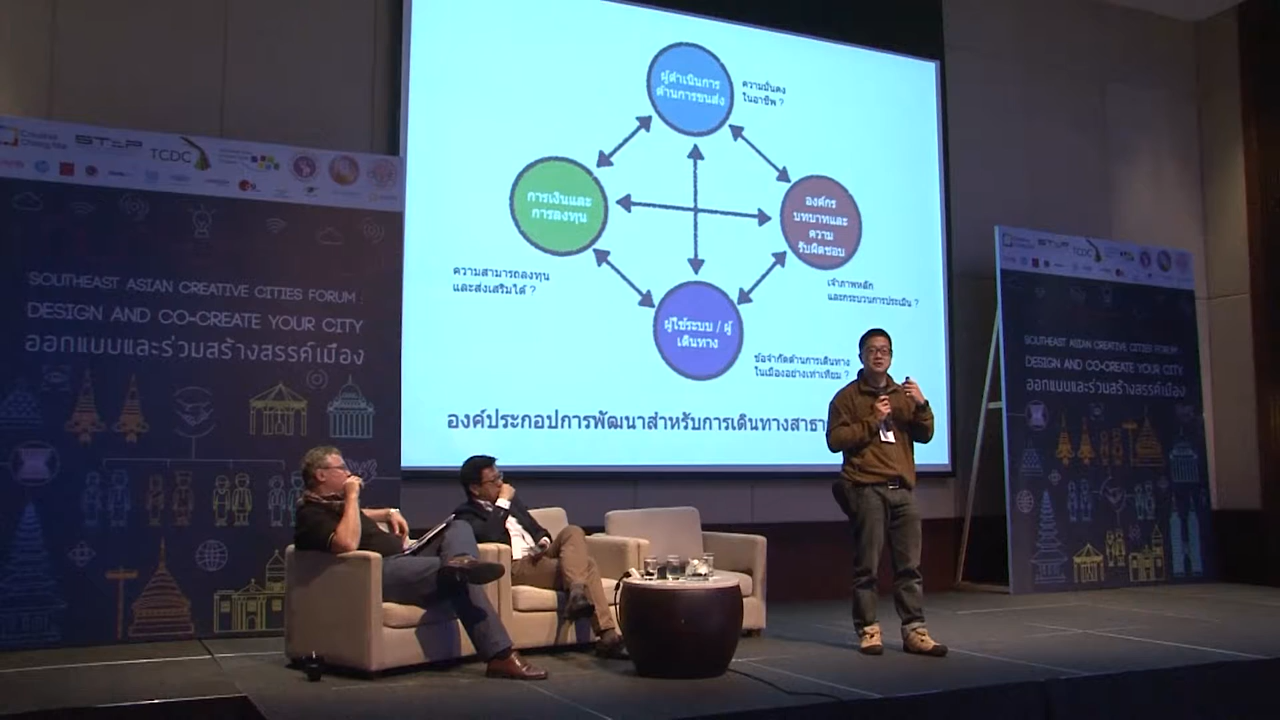 ผู้ดำเนินการ
ด้านการขนส่ง
ความมั่นคง
ในอาชีพ ?
การเงินและ
การลงทุน
องค์กร
บทบาทและ
ความ
รับผิดชอบ
ความสามารถลงทุน
และส่งเสริมได้ ?
เจ้าภาพหลัก
และกระบวนการประเมิน ?
ผู้ใช้ระบบ / ผู้
เดินทาง
ข้อจำกัดด้านการเดินทาง
ในเมืองอย่างเท่าเทียม ?
องค์ประกอบการพัฒนาสำหรับการเดินทางสาธา
Creative
Chiang Mai
STEP
TCDC
SOUTHEAST ASIAN CREATIVE CITIES FORUM :
DESIGN AND CO-CREATE YOUR CITY
ออกแบบและร่วมสร้างสรรค์เมือง
STEP
TCDC
SOUTHEAST ASIAN CREATIVE CITIES FORUM :
DESIGN AND CO-CREATE YOUR CITY
ออกแบบและร่วมสร้างสรรค์เมือง